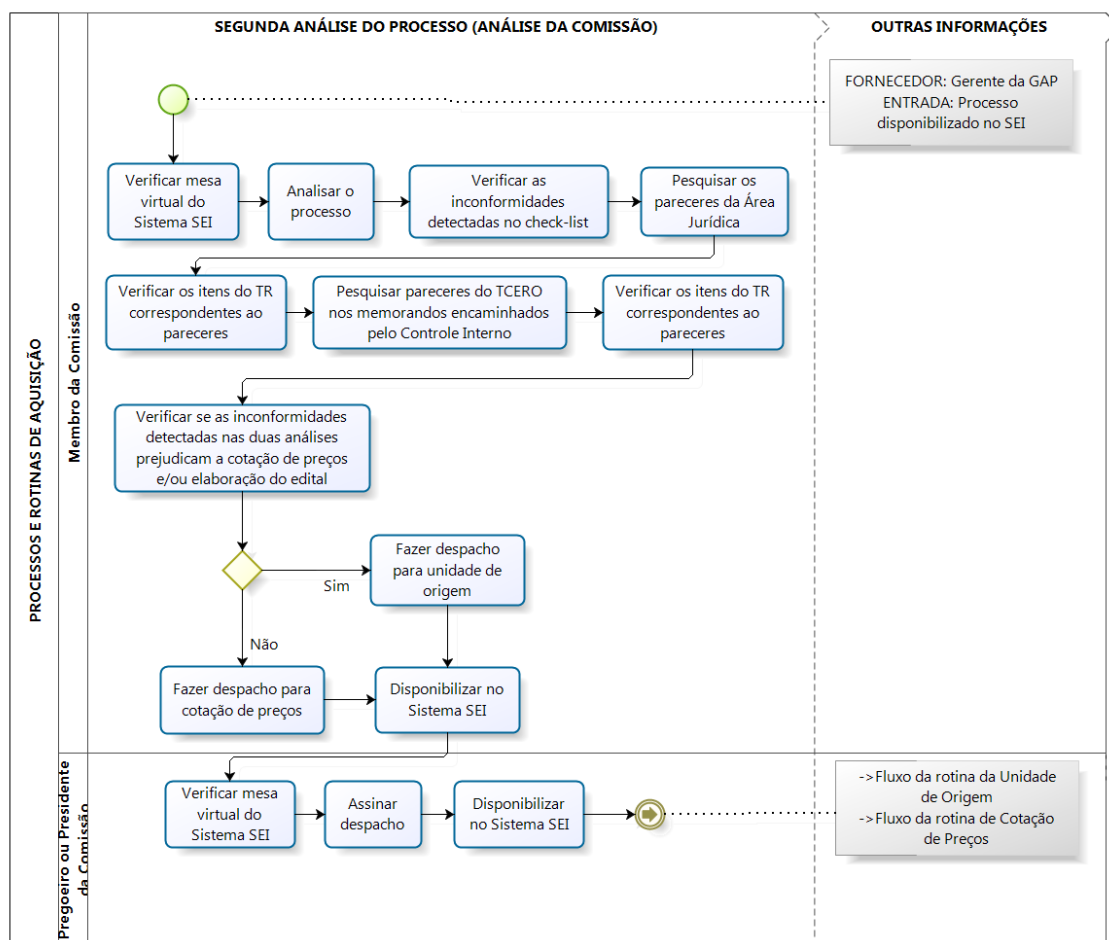 SEGUNDA ANÁLISE DO PROCESSO (ANÁLISE DA COMISSÃO)
OUTRAS INFORMAÇÕES
PROCESSOS E ROTINAS DE AQUISIÇÃO
Membro da Comissão
FORNECEDOR: Gerente da GAP
ENTRADA: Processo
disponibilizado no SEI
Verificar mesa
virtual do
Sistema SEI
Analisar o
processo
Verificar as
inconformidades
detectadas no check-list
Pesquisar os
pareceres da Área
Jurídica
Verificar os itens do TR
correspondentes ao
pareceres
Pesquisar pareceres do TCERO
nos memorandos encaminhados
pelo Controle Interno
Verificar os itens do TR
correspondentes ao
pareceres
Verificar se as inconformidades
detectadas nas duas análises
prejudicam a cotação de preços
e/ou elaboração do edital
Sim
Fazer despacho
para unidade de
origem
Não
Fazer despacho para
cotação de preços
Disponibilizar no
Sistema SEI
Pregoeiro ou Presidente
da Comissão
Verificar mesa
virtual do
Sistema SEI
Assinar
despacho
Disponibilizar
no Sistema SEI
->Fluxo da rotina da Unidade
de Origem
->Fluxo da rotina de Cotação
de Preços